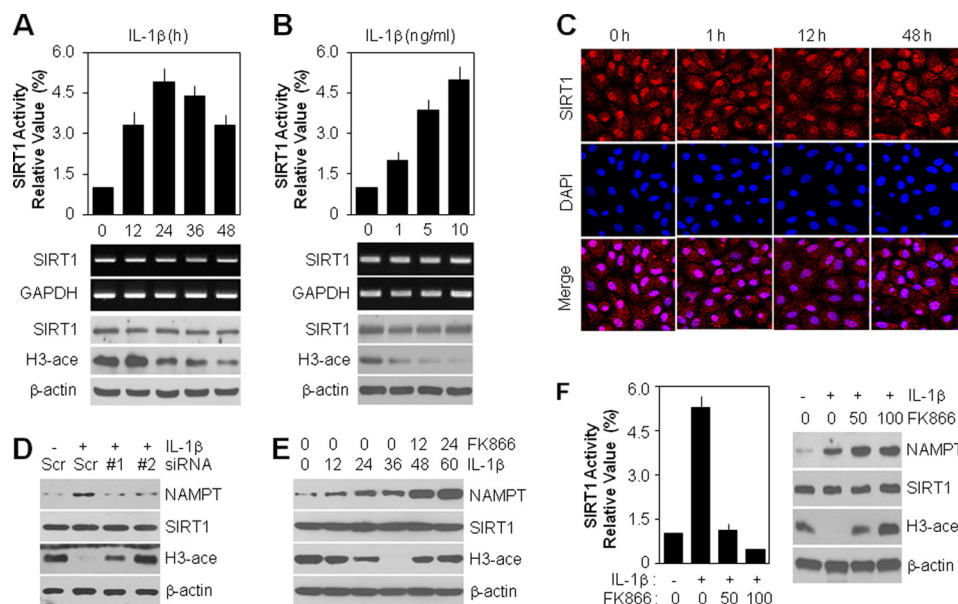 A
IL-1β (h)
SIRT1 Activity
Relative Value (%)
6.0
4.5
3.0
1.5
0
0 12 24 36 48
SIRT1
GAPDH
SIRT1
H3-ace
β-actin
B
IL-1β (ng/ml)
SIRT1 Activity
Relative Value (%)
6.0
4.5
3.0
1.5
0
0 1 5 10
SIRT1
GAPDH
SIRT1
H3-ace
β-actin
C
0 h 1 h 12 h 48 h
SIRT1
DAPI
Merge
D
- + + + IL-1β
Scr Scr #1 #2 siRNA
NAMPT
SIRT1
H3-ace
β-actin
E
0 0 0 0 12 24 FK866
0 12 24 36 48 60 IL-1β
NAMPT
SIRT1
H3-ace
β-actin
F
SIRT1 Activity
Relative Value (%)
6.0
4.5
3.0
1.5
0
IL-1β : - + + +
FK866 : 0 0 50 100
- + + + IL-1β
0 0 50 100 FK866
NAMPT
SIRT1
H3-ace
β-actin